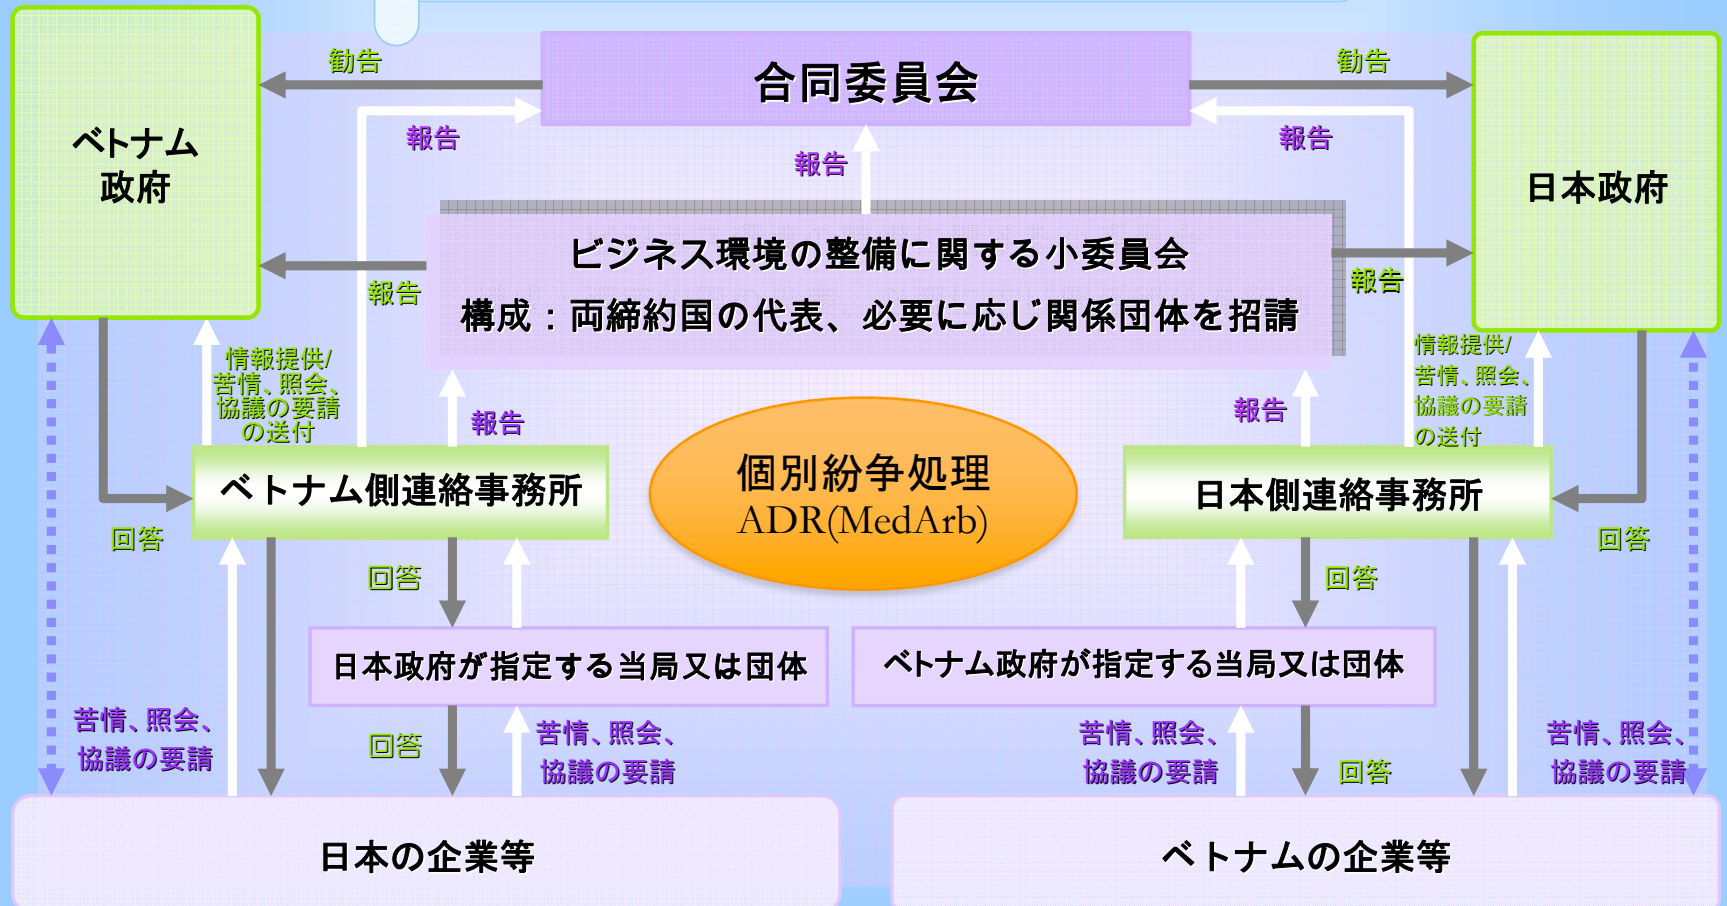 勧告
合同委員会
勧告
報告
報告
報告
ベトナム
政府
日本政府
ビジネス環境の整備に関する小委員会
構成：両締約国の代表、必要に応じ関係団体を招請
報告
報告
情報提供/
苦情、照会、
協議の要請
の送付
報告
報告
情報提供/
苦情、照会、
協議の要請
の送付
ベトナム側連絡事務所
個別紛争処理
ADR(MedArb)
日本側連絡事務所
回答
回答
回答
回答
日本政府が指定する当局又は団体
ベトナム政府が指定する当局又は団体
苦情、照会、
協議の要請
回答
苦情、照会、
協議の要請
苦情、照会、
協議の要請
回答
苦情、照会、
協議の要請
日本の企業等
ベトナムの企業等